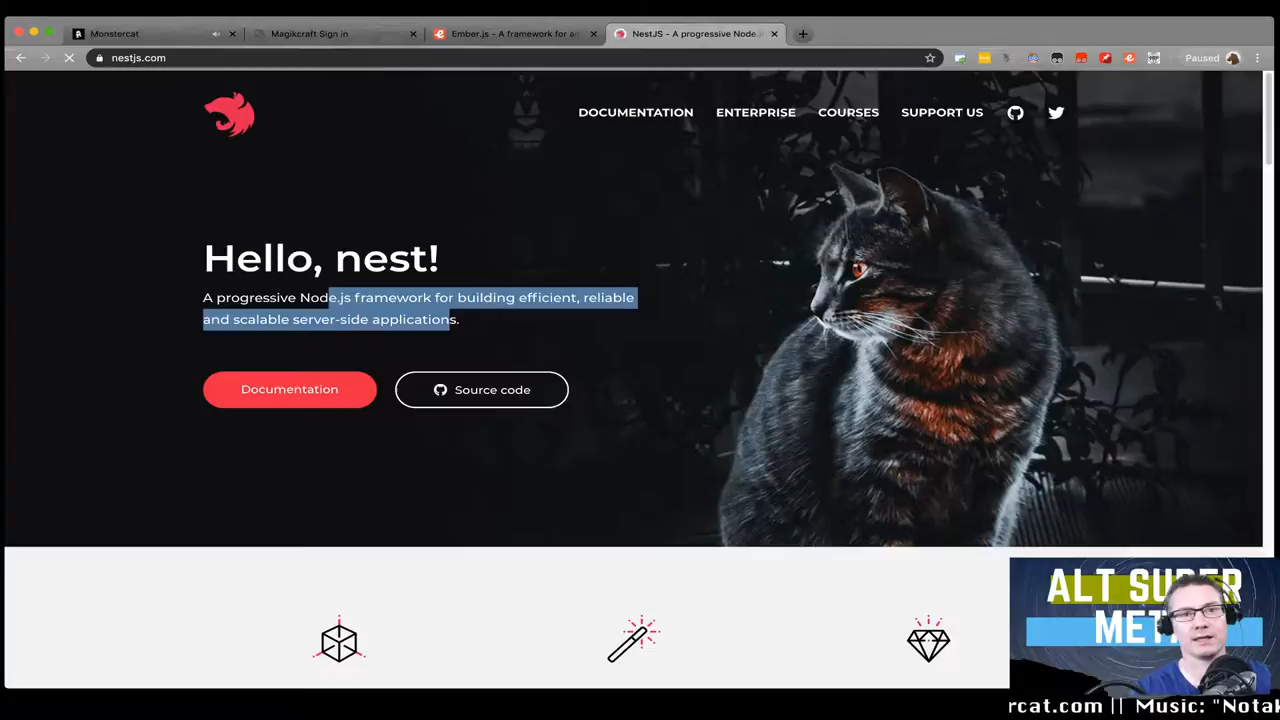 Monstercat
Magikcraft Sign in
Ember.js - A framework for am
NestJS - A progressive Node.j
nestjs.com
Paused
DOCUMENTATION ENTERPRISE COURSES SUPPORT US
Hello, nest!
A progressive Node.js framework for building efficient, reliable
and scalable server-side applications.
Documentation
Source code
ALT SUPER
META
rcat.com || Music: "Notak